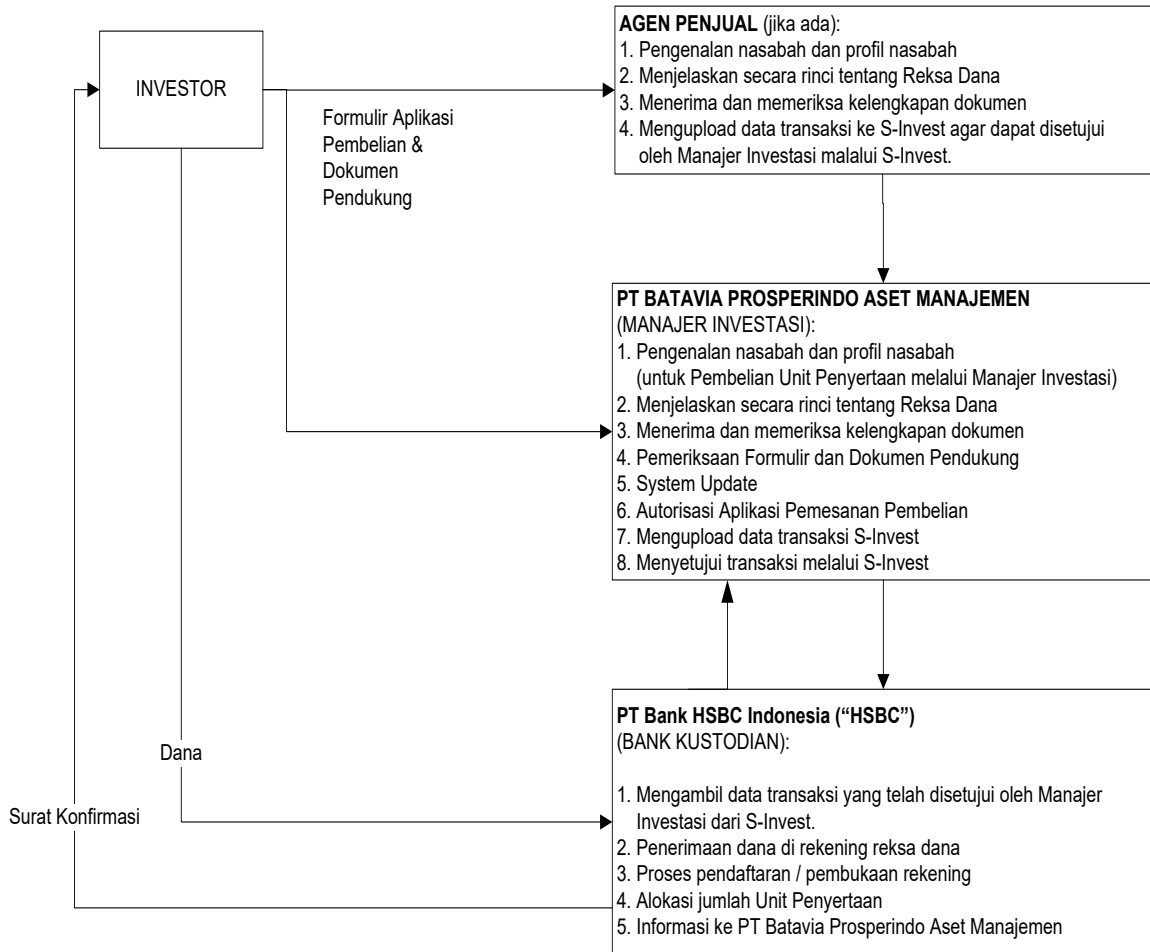 INVESTOR
Formulir Aplikasi
Pembelian &
Dokumen
Pendukung
AGEN PENJUAL (jika ada):
1. Pengenalan nasabah dan profil nasabah
2. Menjelaskan secara rinci tentang Reksa Dana
3. Menerima dan memeriksa kelengkapan dokumen
4. Mengupload data transaksi ke S-Invest agar dapat disetujui
oleh Manajer Investasi malalui S-Invest.
PT BATAVIA PROSPERINDO ASET MANAJEMEN
(MANAJER INVESTASI):
1. Pengenalan nasabah dan profil nasabah
(untuk Pembelian Unit Penyertaan melalui Manajer Investasi)
2. Menjelaskan secara rinci tentang Reksa Dana
3. Menerima dan memeriksa kelengkapan dokumen
4. Pemeriksaan Formulir dan Dokumen Pendukung
5. System Update
6. Autorisasi Aplikasi Pemesanan Pembelian
7. Mengupload data transaksi S-Invest
8. Menyetujui transaksi melalui S-Invest
Dana
Surat Konfirmasi
PT Bank HSBC Indonesia (“HSBC”)
(BANK KUSTODIAN):
1. Mengambil data transaksi yang telah disetujui oleh Manajer
Investasi dari S-Invest.
2. Penerimaan dana di rekening reksa dana
3. Proses pendaftaran / pembukaan rekening
4. Alokasi jumlah Unit Penyertaan
5. Informasi ke PT Batavia Prosperindo Aset Manajemen